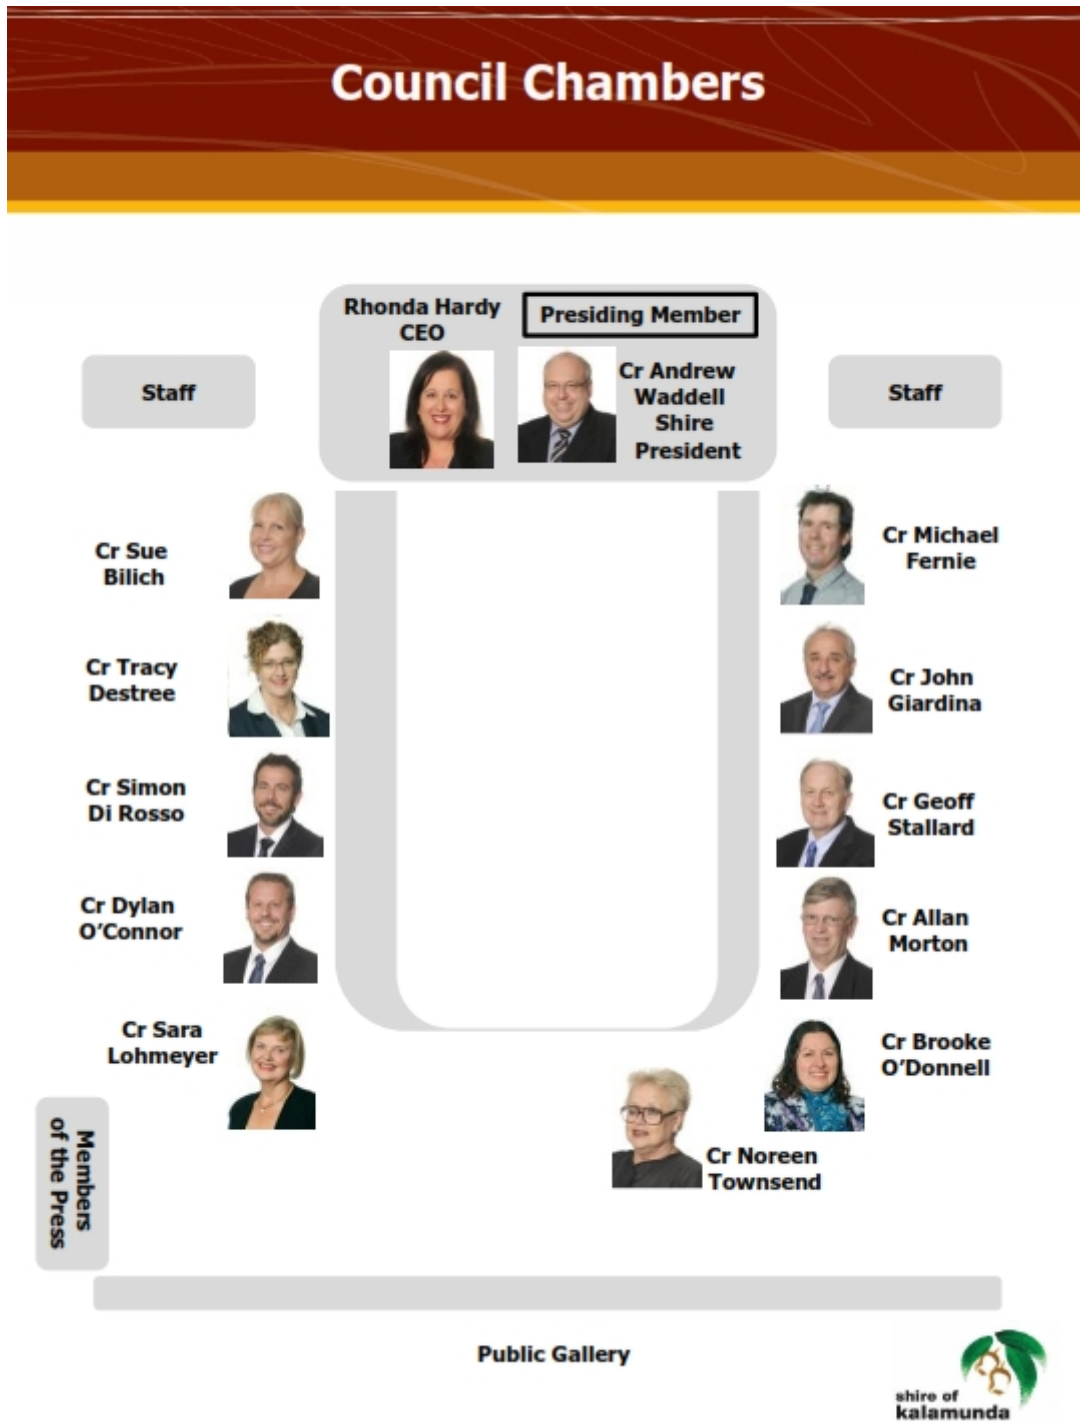 Council Chambers
Rhonda Hardy
CEO
Presiding Member
Cr Andrew
Waddell
Shire
President
Staff
Staff
Cr Sue
Bilich
Cr Michael
Fernie
Cr Tracy
Destree
Cr John
Giardina
Cr Simon
Di Rosso
Cr Geoff
Stallard
Cr Dylan
O’Connor
Cr Allan
Morton
Cr Sara
Lohmeyer
Cr Brooke
O’Donnell
Cr Noreen
Townsend
Members
of the Press
Public Gallery
shire of
kalamunda